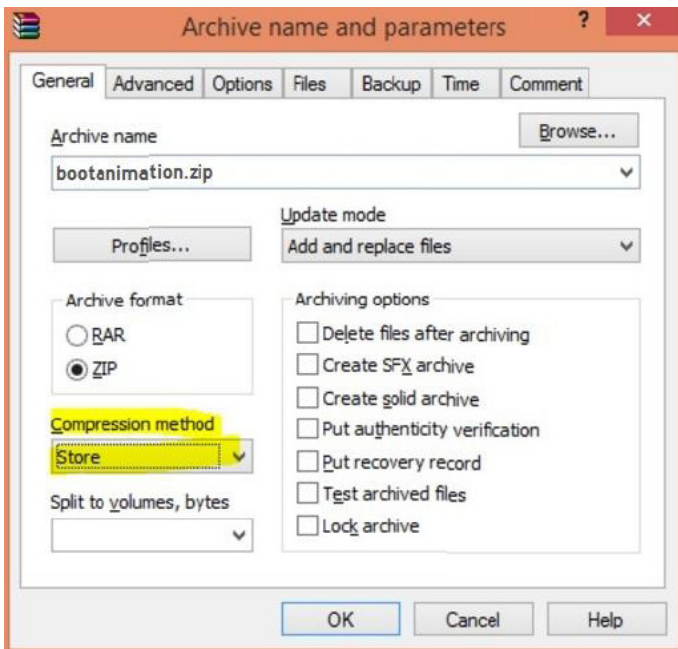 Archive name and parameters
? ×
General Advanced Options Files Backup Time Comment
Archive name
Browse...
bootanimation.zip
Update mode
Profiles...
Add and replace files
Archive format
RAR
ZIP
Compression method
Store
Split to volumes, bytes
Archiving options
Delete files after archiving
Create SFX archive
Create solid archive
Put authenticity verification
Put recovery record
Test archived files
Lock archive
OK Cancel Help